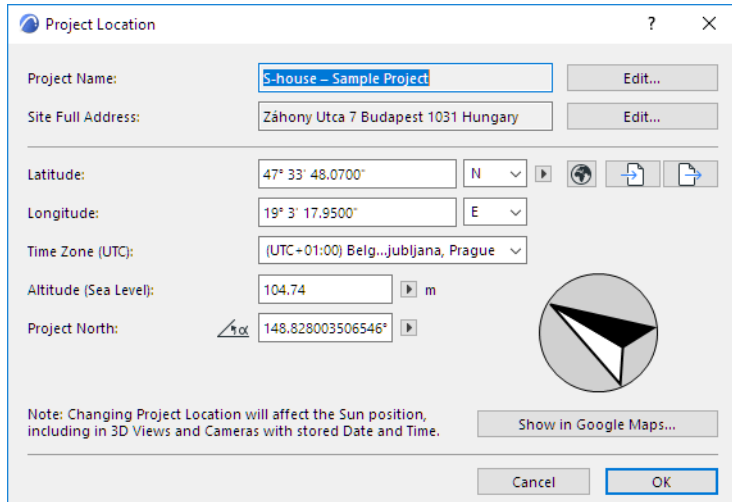 Project Location
?
Project Name:
S-house – Sample Project
Edit...
Site Full Address:
Záhony Utca 7 Budapest 1031 Hungary
Edit...
Latitude:
47° 33' 48.0700"
N
Longitude:
19° 3' 17.9500"
E
Time Zone (UTC):
(UTC+01:00) Belg...jubljana, Prague
Altitude (Sea Level):
104.74
m
Project North:
α
148.828003506546°
Note: Changing Project Location will affect the Sun position,
including in 3D Views and Cameras with stored Date and Time.
Show in Google Maps...
Cancel
OK